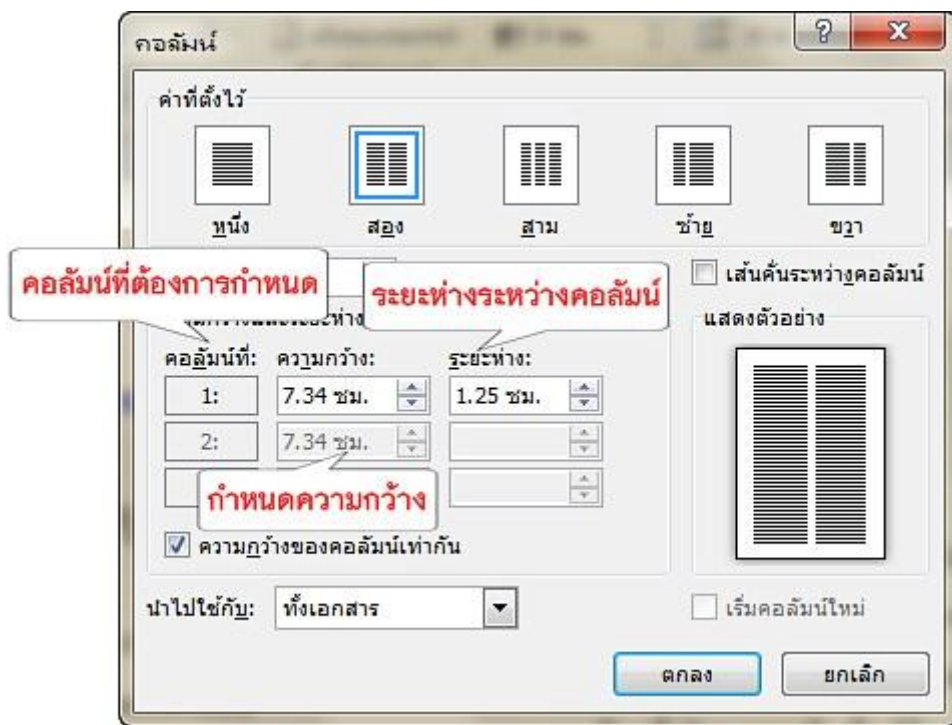 คอลัมน์
ค่าที่ตั้งไว้
หนึ่ง สอง สาม ซ้าย ขวา
คอลัมน์ที่ต้องการกำหนด
ระยะห่างระหว่างคอลัมน์
เส้นคั่นระหว่างคอลัมน์
แสดงตัวอย่าง
คอลัมน์ที่: ความกว้าง: ระยะห่าง:
1: 7.34 ซม. 1.25 ซม.
2: 7.34 ซม.
กำหนดความกว้าง
ความกว้างของคอลัมน์เท่ากัน
นำไปใช้กับ: ทั้งเอกสาร
เริ่มคอลัมน์ใหม่
ตกลง ยกเลิก